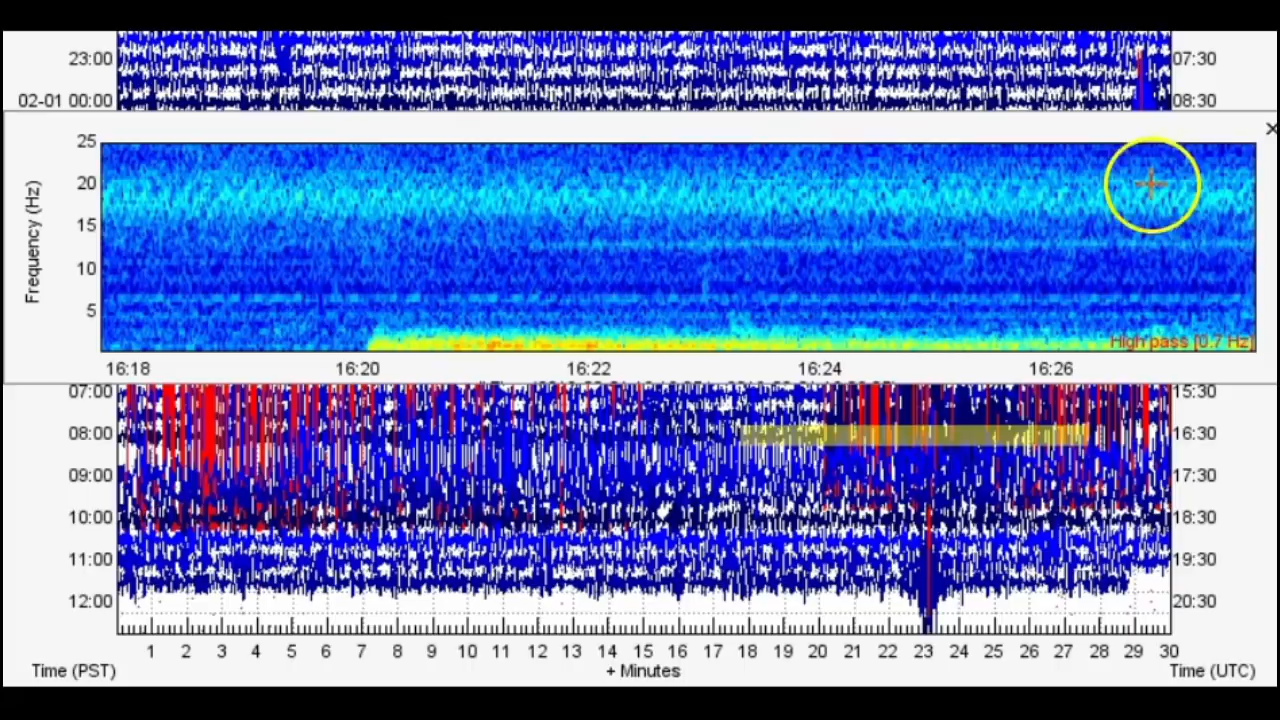 23:00 07:30
02-01 00:00 08:30
×
Frequency (Hz)
25
20
15
10
5
High pass [0.7 Hz]
16:18 16:20 16:22 16:24 16:26
07:00 15:30
08:00 16:30
09:00 17:30
10:00 18:30
11:00 19:30
12:00 20:30
1 2 3 4 5 6 7 8 9 10 11 12 13 14 15 16 17 18 19 20 21 22 23 24 25 26 27 28 29 30
Time (PST) + Minutes Time (UTC)